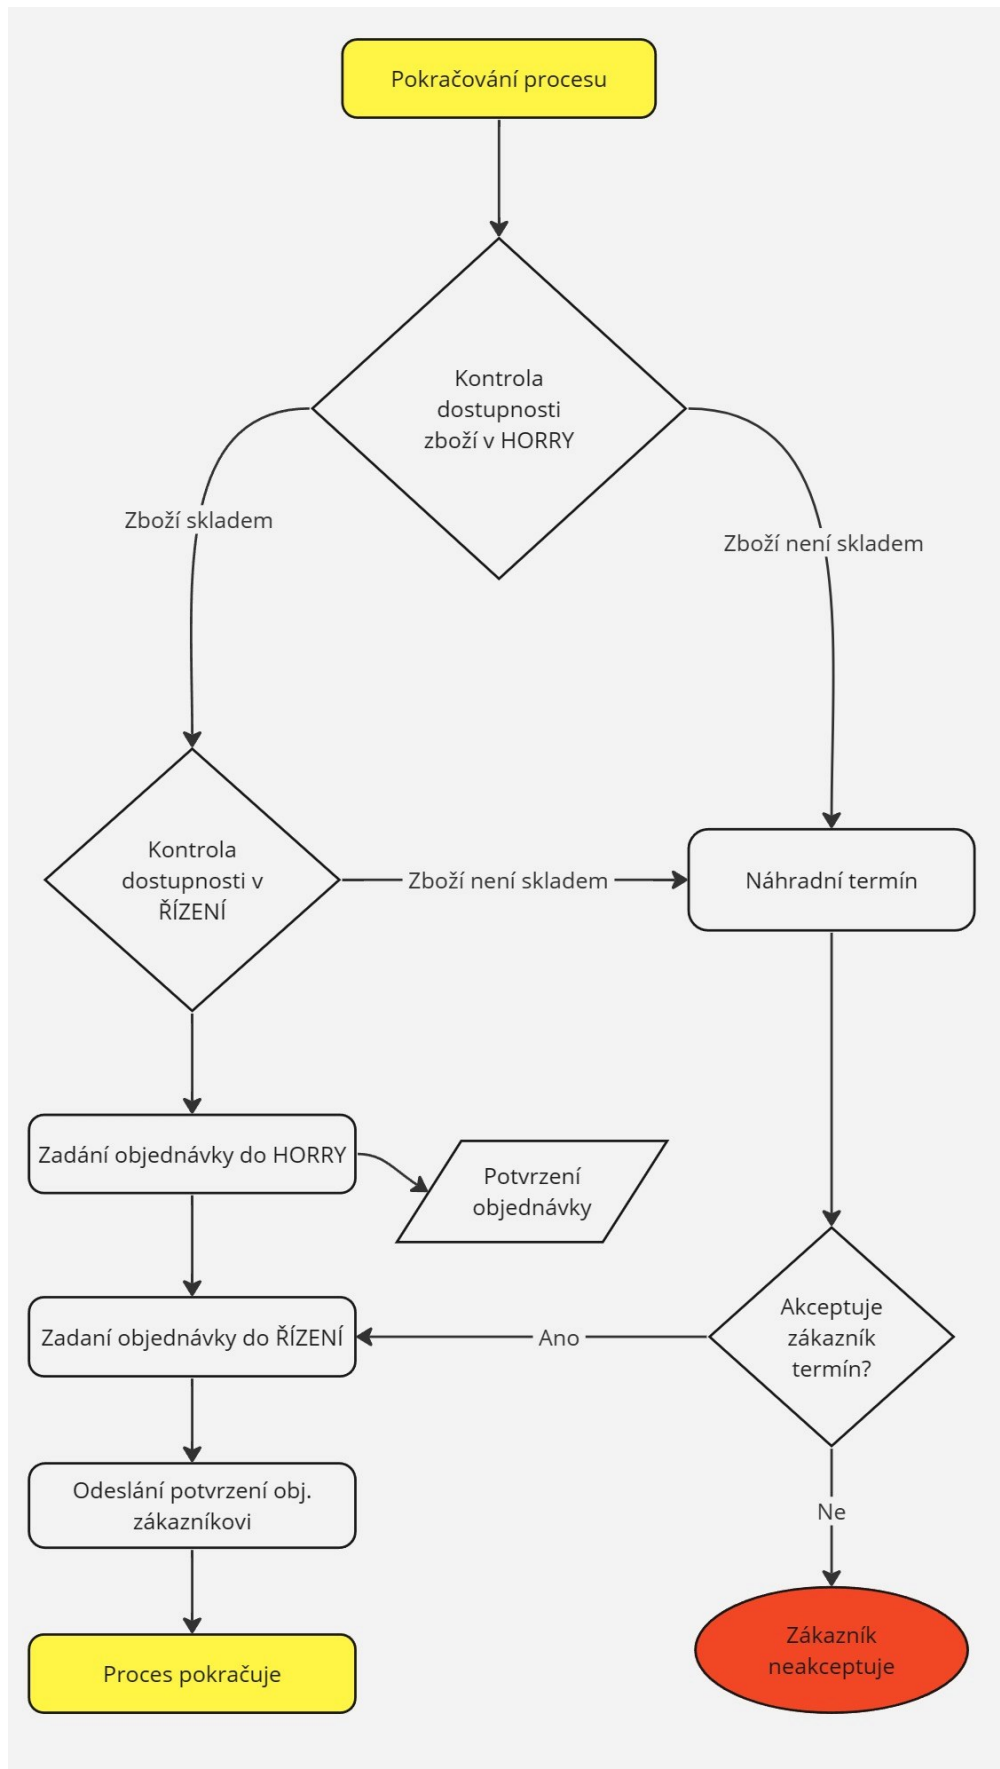 Pokračování procesu
Kontrola
dostupnosti
zboží v HORRY
Zboží skladem
Zboží není skladem
Kontrola
dostupnosti v
ŘÍZENÍ
Zboží není skladem
Náhradní termín
Zadání objednávky do HORRY
Potvrzení
objednávky
Zadaní objednávky do ŘÍZENÍ
Ano
Akceptuje
zákazník
termín?
Odeslání potvrzení obj.
zákazníkovi
Ne
Proces pokračuje
Zákazník
neakceptuje